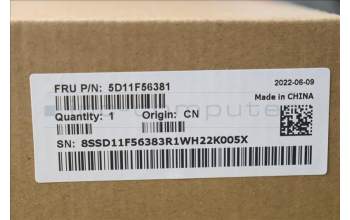 FRU P/N: 5D11F56381
2022-06-09
Made in CHINA
Quantity: 1 Origin: CN
SN: 8SSD11F56383R1WH22K005X